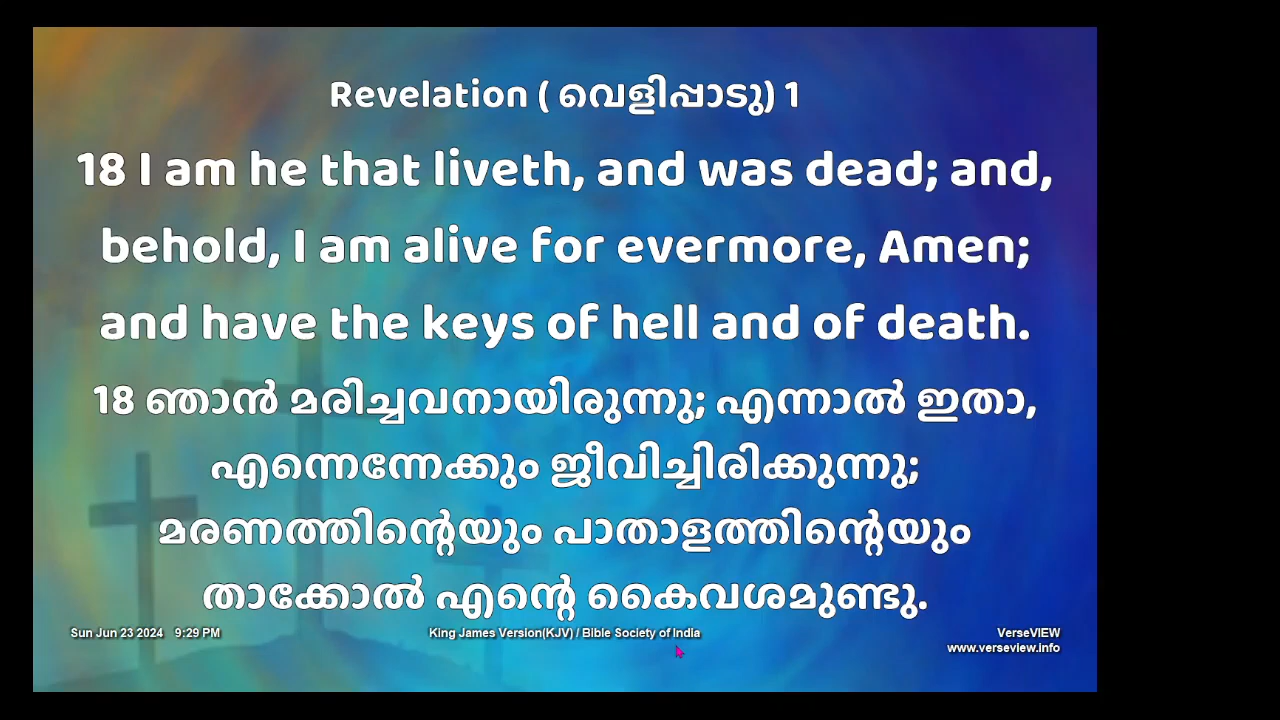 Revelation ( വെളിപ്പാടു) 1
18 I am he that liveth, and was dead; and,
behold, I am alive for evermore, Amen;
and have the keys of hell and of death.
18 ഞാൻ മരിച്ചവനായിരുന്നു; എന്നാൽ ഇതാ,
എന്നെന്നേക്കും ജീവിച്ചിരിക്കുന്നു;
മരണത്തിന്റെയും പാതാളത്തിന്റെയും
താക്കോൽ എന്റെ കൈവശമുണ്ടു.
Sun Jun 23 2024 9:29 PM
King James Version(KJV) / Bible Society of India
VerseVIEW
www.verseview.info